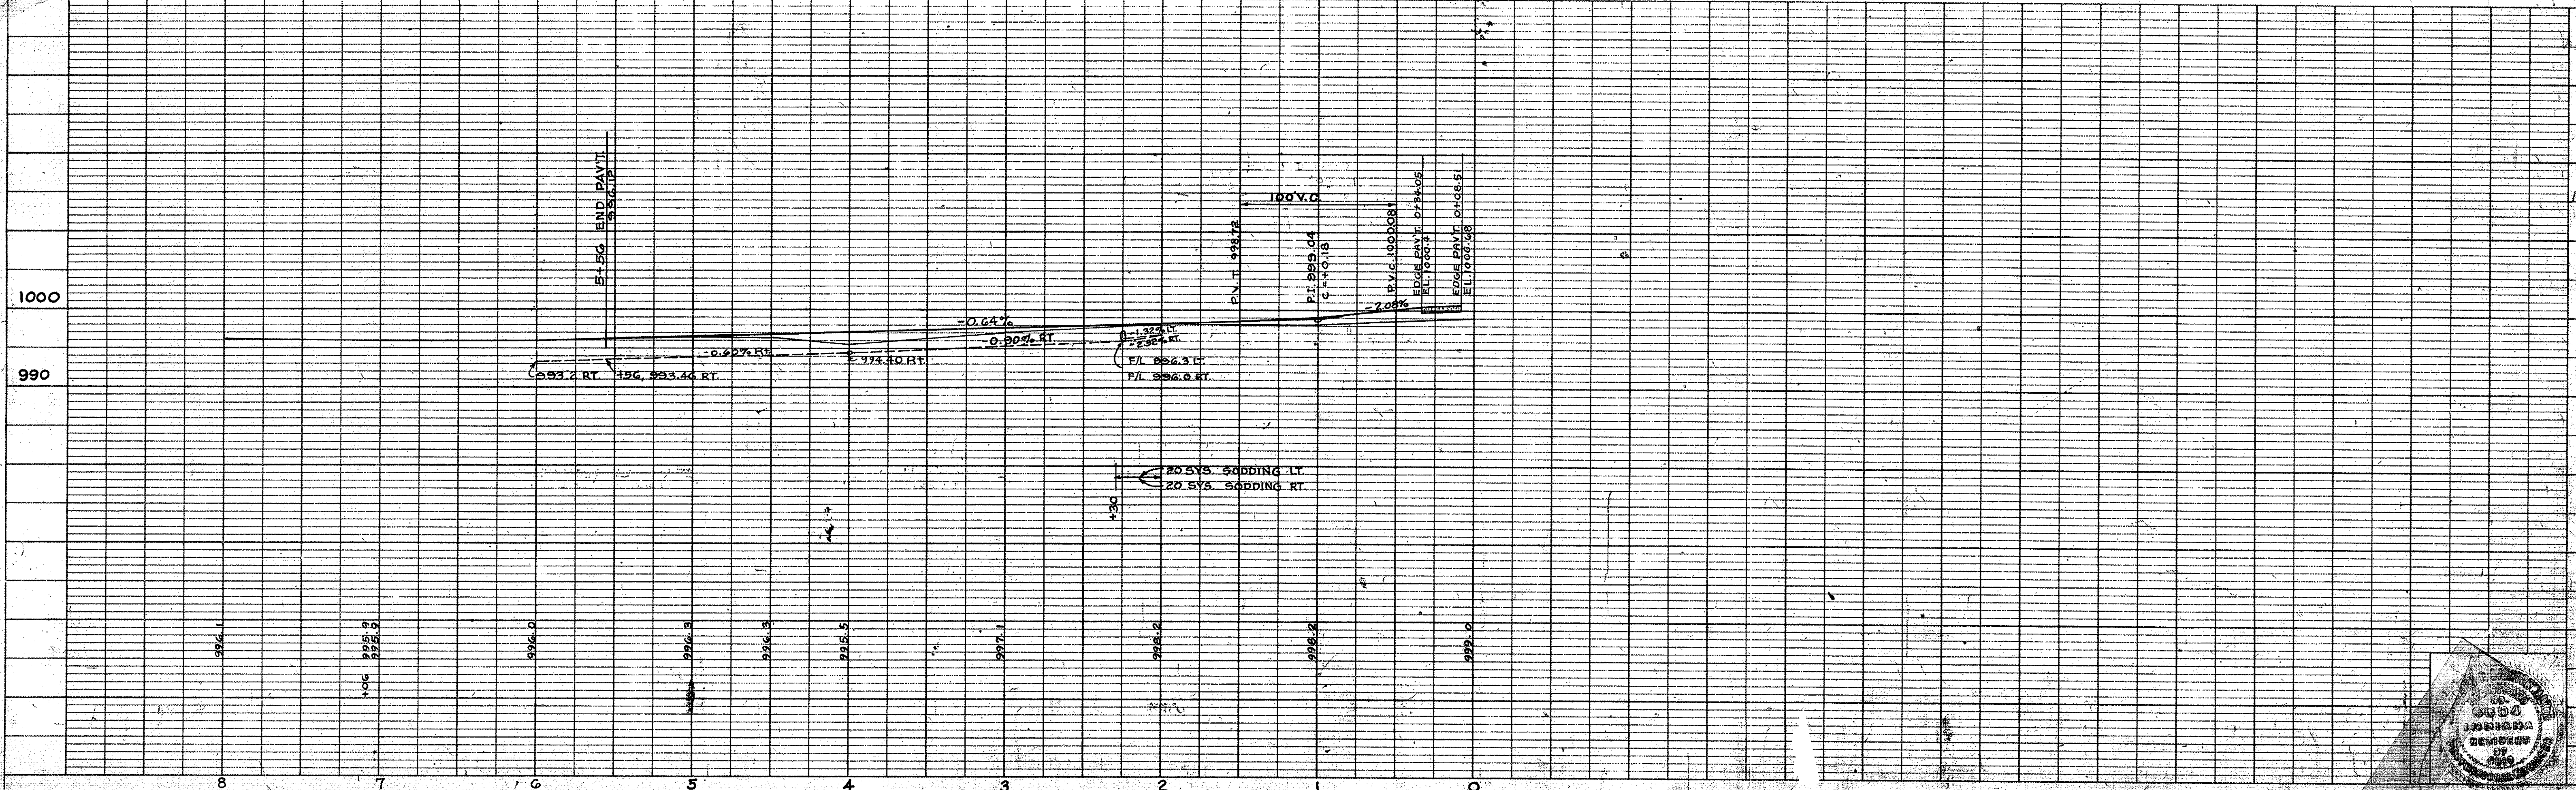 5+56 END PAV'T.
996.12
100' V.C.
P.V.T. 998.72
P.I. 999.04
C = +0.18
P.V.C. 1000.08
EDGE PAV'T. 0+34.05
EL. 1000.4
EDGE PAV'T. 0+08.51
EL. 1000.68
1000
-2.08%
-0.64%
-1.32% LT.
-0.90% RT.
-2.92% RT.
-0.60% RT.
994.40 RT.
F/L 996.3 LT.
990
993.2 RT.
+56, 993.46 RT.
F/L 996.0 RT.
20 SYS. SODDING LT.
20 SYS. SODDING RT.
+30
996.1
995.9
995.9
996.0
996.3
996.3
995.5
997.1
998.2
998.2
999.0
+06
INDIANA
8
7
6
5
4
3
2
1
0